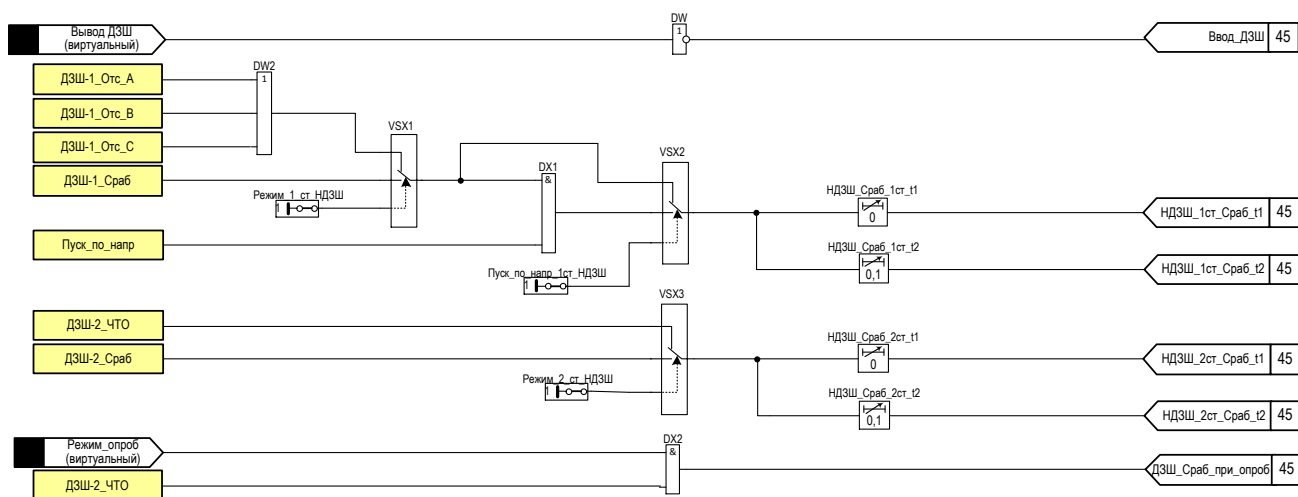 Вывод ДЗШ
(виртуальный)
DW
1
Ввод_ДЗШ
45
ДЗШ-1_Отс_А
DW2
1
ДЗШ-1_Отс_В
ДЗШ-1_Отс_С
VSX1
ДЗШ-1_Сраб
Режим_1_ст_НДЗШ
1
DX1
&
VSX2
Пуск_по_напр
Пуск_по_напр_1ст_НДЗШ
1
НДЗШ_Сраб_1ст_t1
0
НДЗШ_1ст_Сраб_t1
45
НДЗШ_Сраб_1ст_t2
0,1
НДЗШ_1ст_Сраб_t2
45
VSX3
ДЗШ-2_ЧТО
ДЗШ-2_Сраб
Режим_2_ст_НДЗШ
1
НДЗШ_Сраб_2ст_t1
0
НДЗШ_2ст_Сраб_t1
45
НДЗШ_Сраб_2ст_t2
0,1
НДЗШ_2ст_Сраб_t2
45
Режим_опроб
(виртуальный)
DX2
&
ДЗШ-2_ЧТО
ДЗШ_Сраб_при_опроб
45